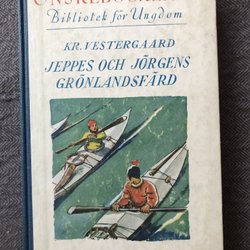 Bibliotek för Ungdom
KR. VESTERGAARD
JEPPES OCH JÖRGENS
GRÖNLANDSFÄRD